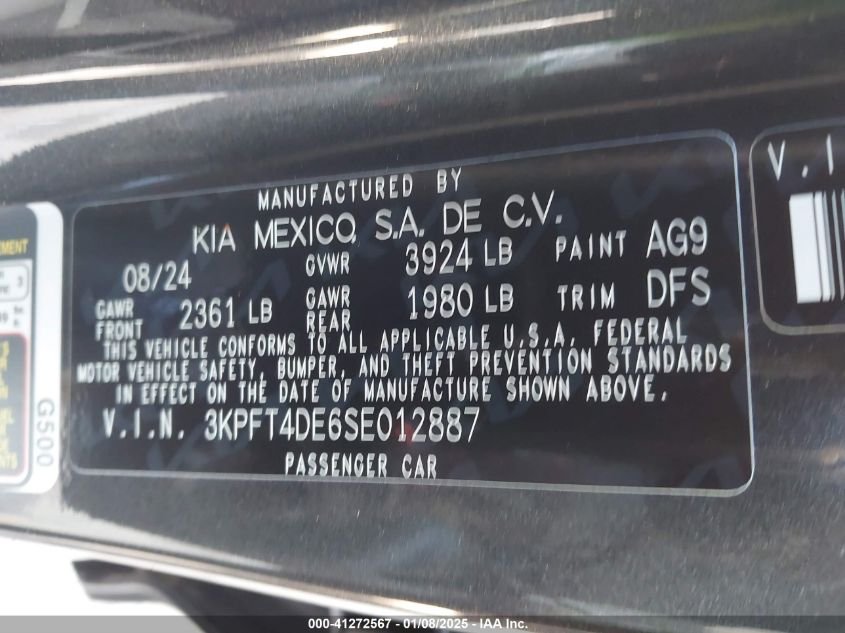 MANUFACTURED BY
KIA MEXICO, S.A. DE C.V.
08/24 GVWR 3924 LB PAINT AG9
GAWR FRONT 2361 LB GAWR REAR 1980 LB TRIM DFS
THIS VEHICLE CONFORMS TO ALL APPLICABLE U.S.A. FEDERAL
MOTOR VEHICLE SAFETY, BUMPER, AND THEFT PREVENTION STANDARDS
IN EFFECT ON THE DATE OF MANUFACTURE SHOWN ABOVE.
V.I.N. 3KPFT4DE6SE012887
PASSENGER CAR
G500
V.I
000-41272567 - 01/08/2025 - IAA Inc.